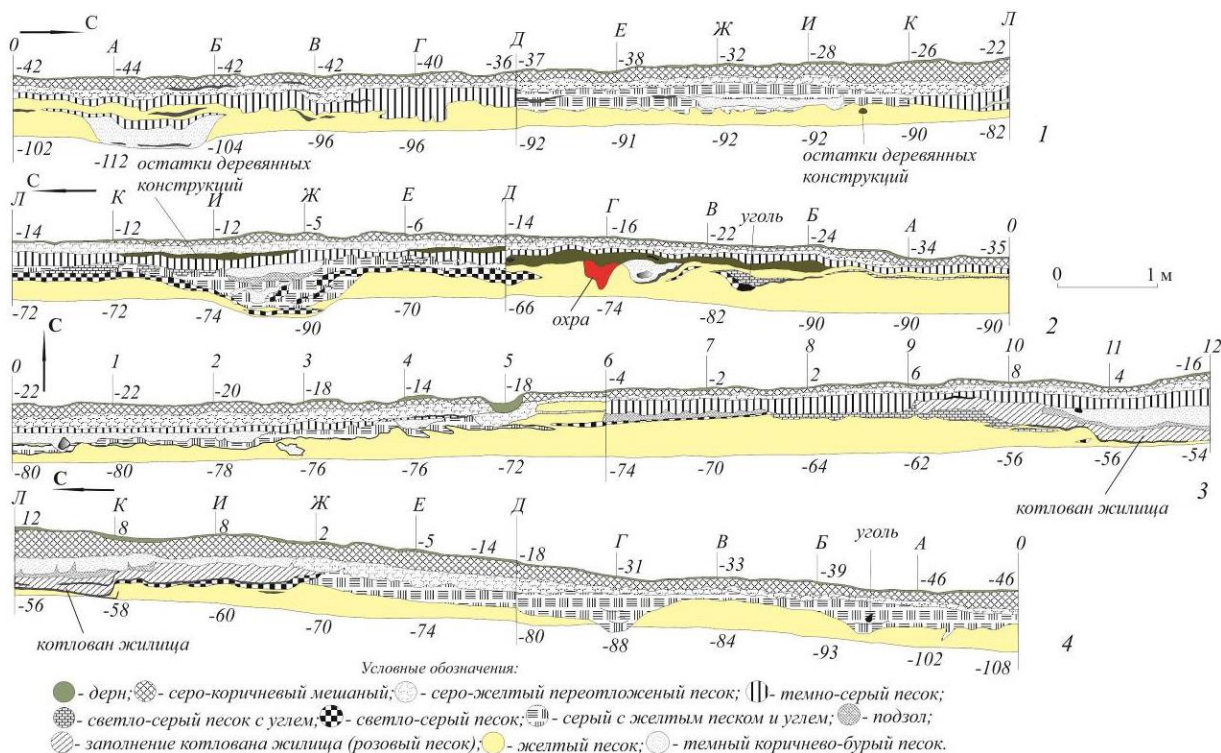 С
0 А Б В Г Д Е Ж И К Л
-42 -44 -42 -42 -40 -36 -37 -38 -32 -28 -26 -22
-102 -112 -104 -96 -96 -92 -91 -92 -92 -90 -82
1
остатки деревянных
конструкций
остатки деревянных
конструкций
С
Л К И Ж Е Д Г В уголь Б А 0
-14 -12 -12 -5 -6 -14 -16 -22 -24 -34 -35
-72 -72 -74 -90 -70 -66 -74 -82 -90 -90 -90
охра
0 1 м
2
С
0 1 2 3 4 5 6 7 8 9 10 11 12
-22 -22 -20 -18 -14 -18 -4 -2 2 6 8 4 -16
-80 -80 -78 -76 -76 -72 -74 -70 -64 -62 -56 -56 -54
котлован жилища
3
С
Л К И Ж Е Д Г В Б уголь А 0
12 8 8 2 -5 -14 -18 -31 -33 -39 -46 -46
-56 -58 -60 -70 -74 -80 -88 -84 -93 -102 -108
котлован жилища
4
Условные обозначения:
- дерн; - серо-коричневый мешаный; - серо-желтый переотложеный песок; - темно-серый песок;
- светло-серый песок с углем; - светло-серый песок; - серый с желтым песком и углем; - подзол;
- заполнение котлована жилища (розовый песок); - желтый песок; - темный коричнево-бурый песок.